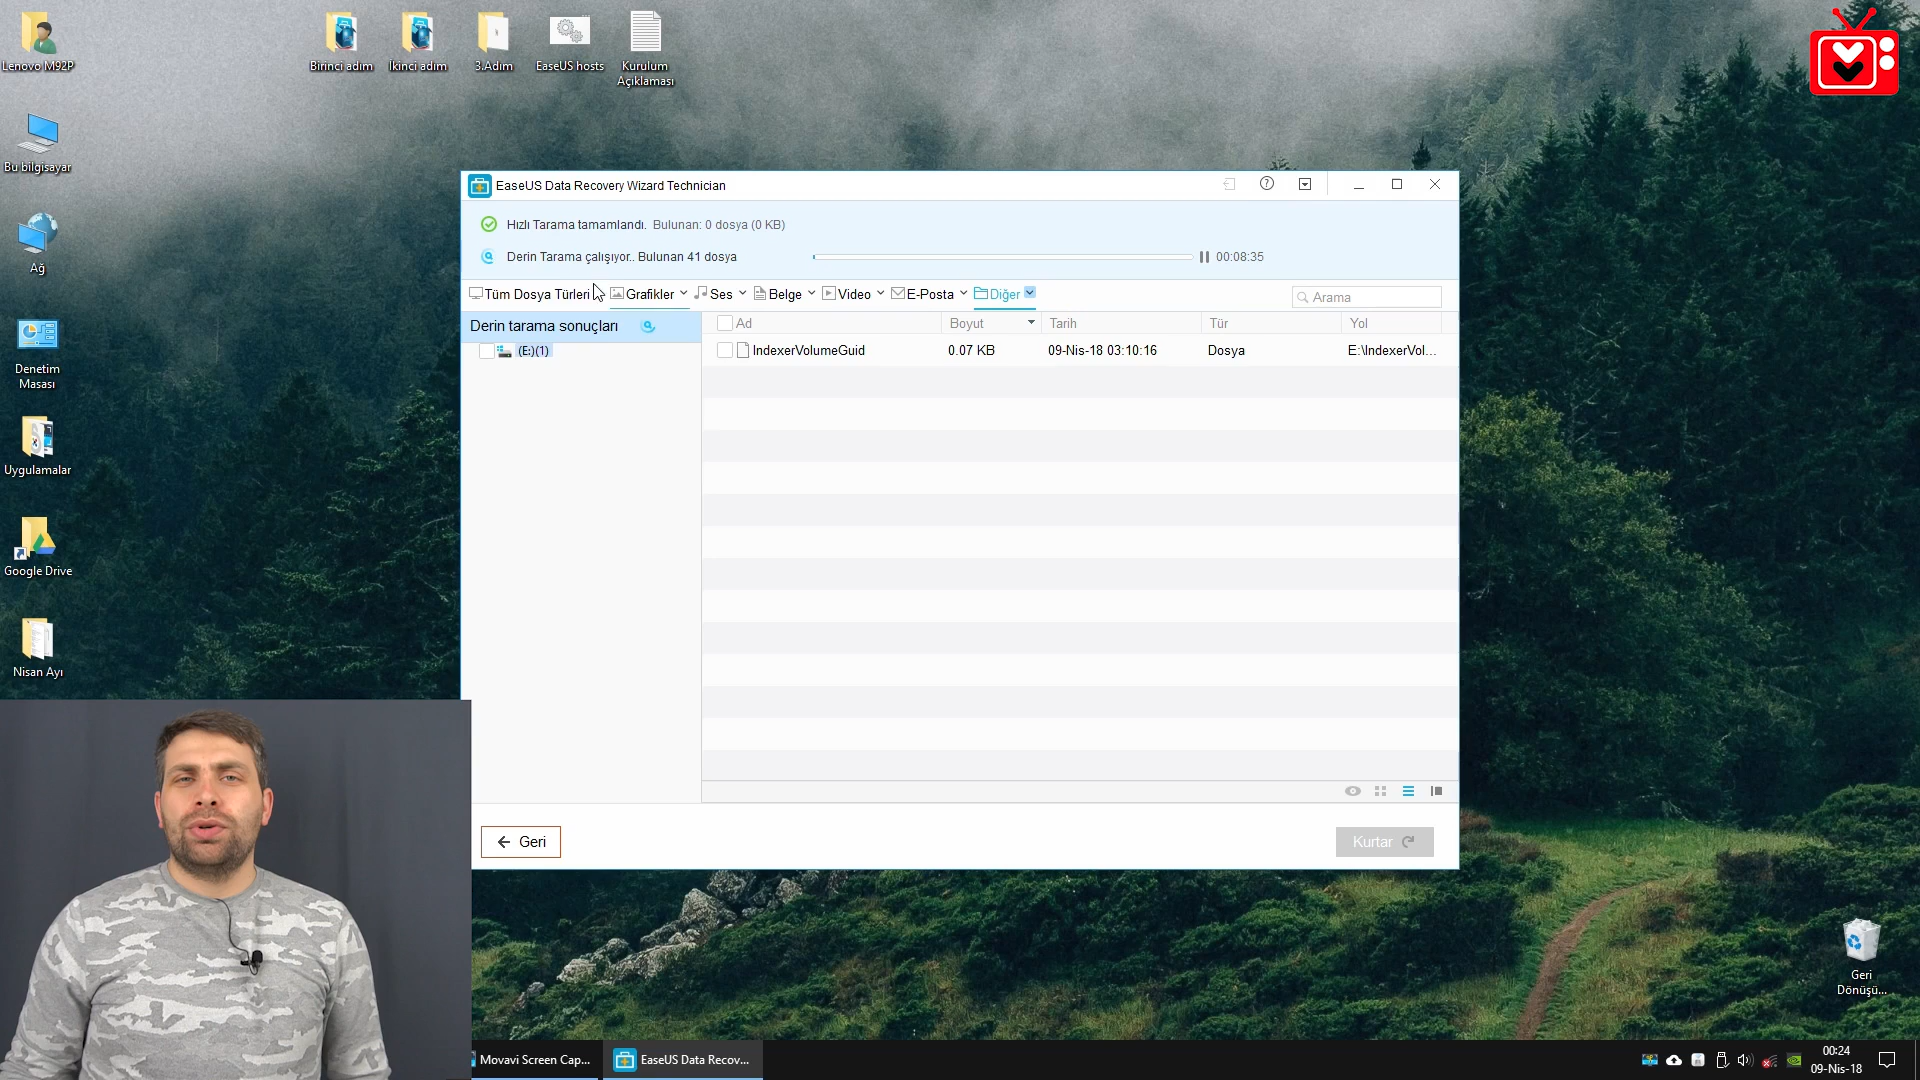 Lenovo M92P
Birinci adım
İkinci adım
3.Adım
EaseUS hosts
Kurulum
Açıklaması
Bu bilgisayar
Ağ
Denetim
Masası
Uygulamalar
Google Drive
Nisan Ayı
EaseUS Data Recovery Wizard Technician
Hızlı Tarama tamamlandı. Bulunan: 0 dosya (0 KB)
Derin Tarama çalışıyor.. Bulunan 41 dosya
00:08:35
Tüm Dosya Türleri
Grafikler
Ses
Belge
Video
E-Posta
Diğer
Arama
Derin tarama sonuçları
(E:)(1)
Ad
Boyut
Tarih
Tür
Yol
IndexerVolumeGuid
0.07 KB
09-Nis-18 03:10:16
Dosya
E:\IndexerVol...
Geri
Kurtar
Geri
Dönüşü...
Movavi Screen Cap...
EaseUS Data Recov...
00:24
09-Nis-18